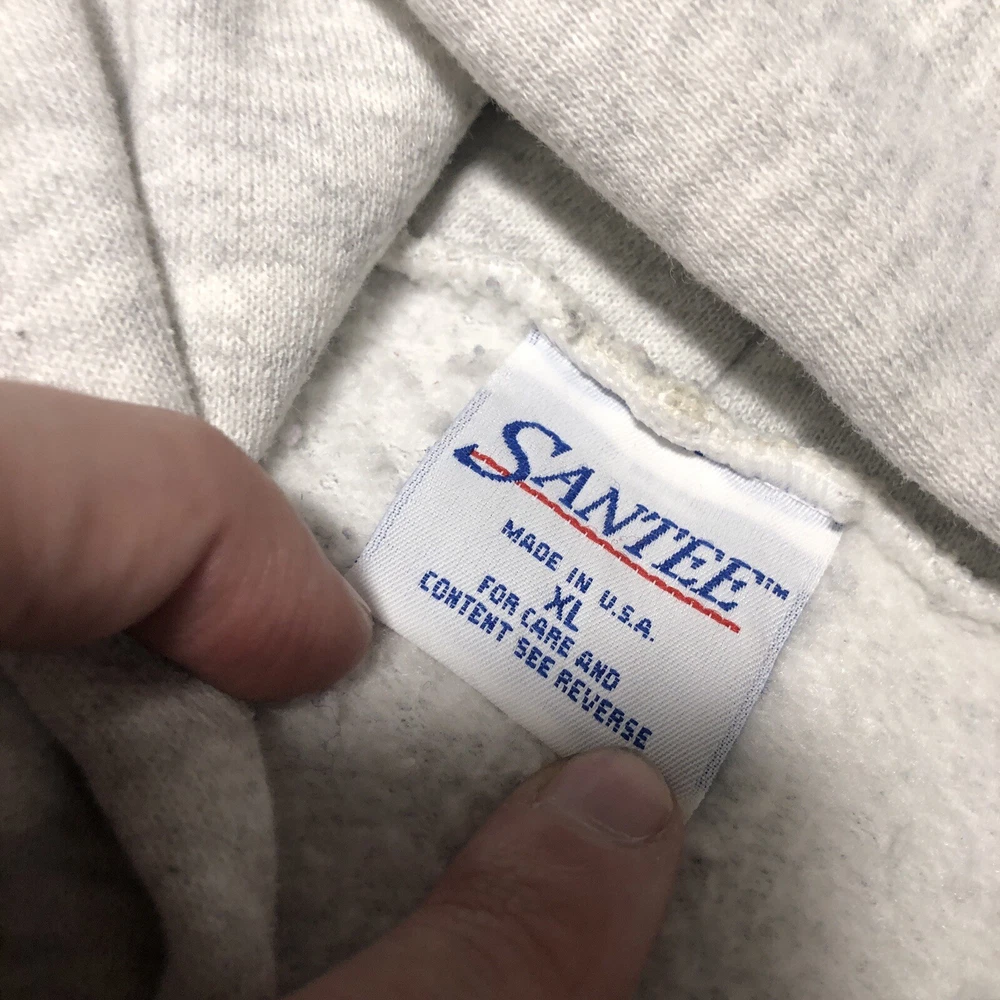 SANTEE™
MADE IN U.S.A.
XL
FOR CARE AND
CONTENT SEE REVERSE